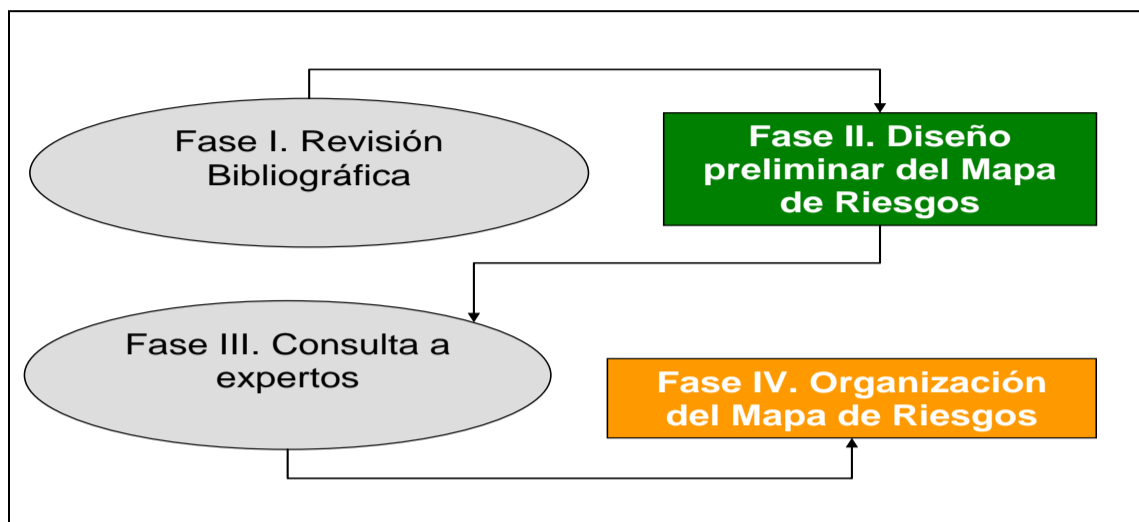 Fase I. Revisión
Bibliográfica
Fase II. Diseño
preliminar del Mapa
de Riesgos
Fase III. Consulta a
expertos
Fase IV. Organización
del Mapa de Riesgos